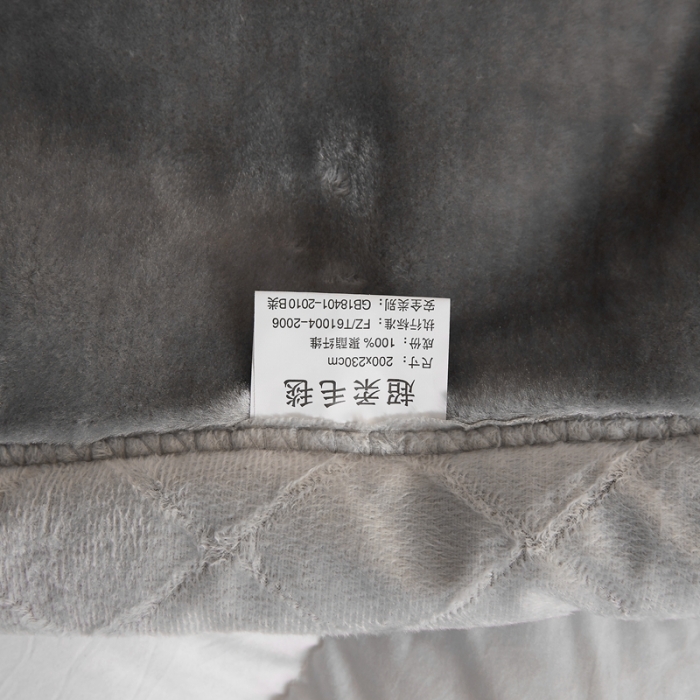 超柔毛毯
尺寸：200x230cm
成份：100% 聚酯纤维
执行标准：FZ/T61004-2006
安全类别：GB18401-2010B类